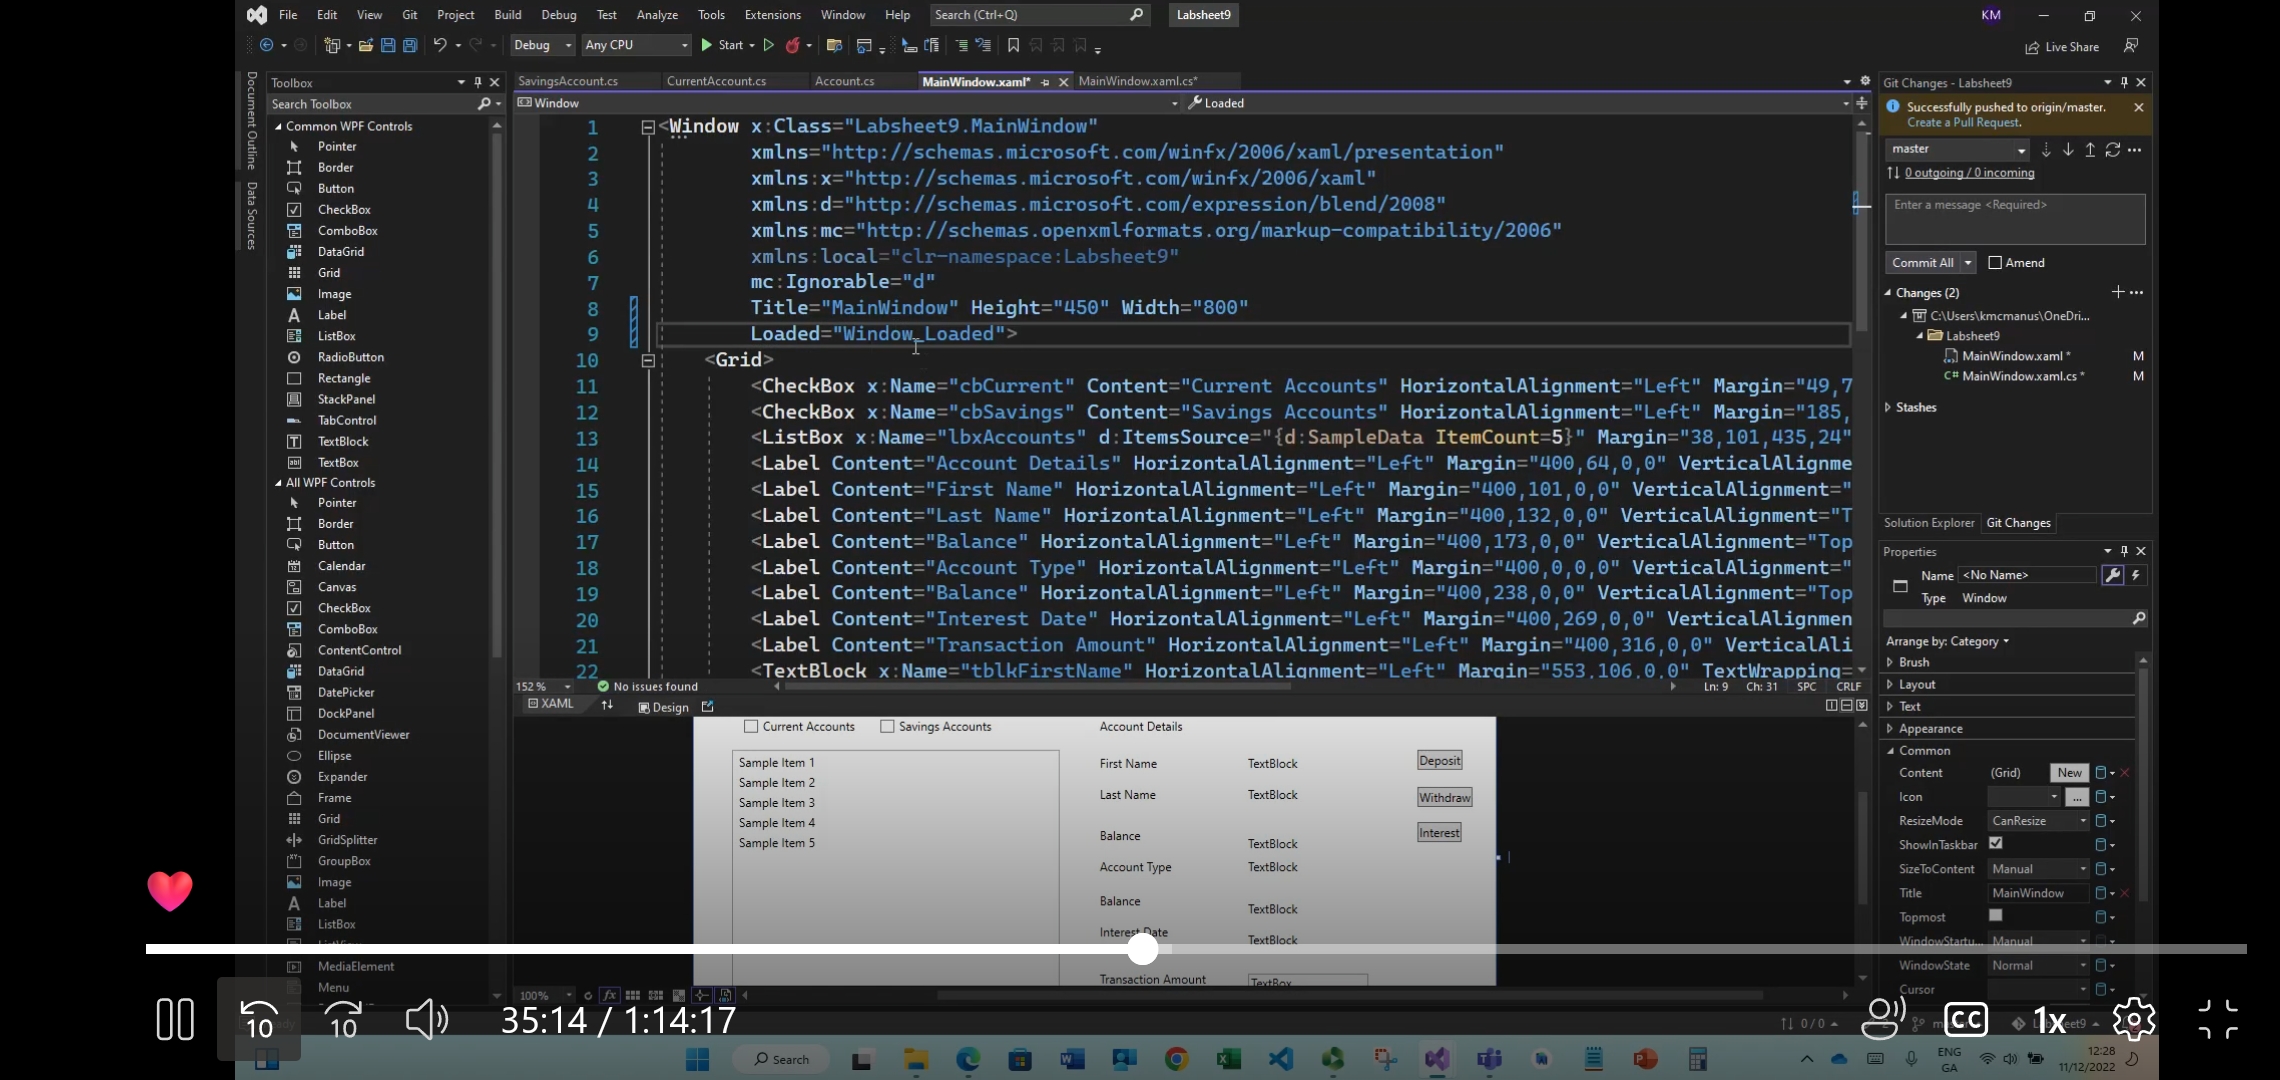 File Edit View Git Project Build Debug Test Analyze Tools Extensions Window Help Search (Ctrl+Q) Labsheet9 KM
Debug Any CPU Start Live Share
Document Outline
Data Sources
Toolbox
Search Toolbox
Common WPF Controls
Pointer
Border
Button
CheckBox
ComboBox
DataGrid
Grid
Image
Label
ListBox
RadioButton
Rectangle
StackPanel
TabControl
TextBlock
TextBox
All WPF Controls
Pointer
Border
Button
Calendar
Canvas
CheckBox
ComboBox
ContentControl
DataGrid
DatePicker
DockPanel
DocumentViewer
Ellipse
Expander
Frame
Grid
GridSplitter
GroupBox
Image
Label
ListBox
MediaElement
Menu
SavingsAccount.cs CurrentAccount.cs Account.cs MainWindow.xaml* MainWindow.xaml.cs*
Window Loaded
1 <Window x:Class="Labsheet9.MainWindow"
2 xmlns="http://schemas.microsoft.com/winfx/2006/xaml/presentation"
3 xmlns:x="http://schemas.microsoft.com/winfx/2006/xaml"
4 xmlns:d="http://schemas.microsoft.com/expression/blend/2008"
5 xmlns:mc="http://schemas.openxmlformats.org/markup-compatibility/2006"
6 xmlns:local="clr-namespace:Labsheet9"
7 mc:Ignorable="d"
8 Title="MainWindow" Height="450" Width="800"
9 Loaded="Window_Loaded">
10 <Grid>
11 <CheckBox x:Name="cbCurrent" Content="Current Accounts" HorizontalAlignment="Left" Margin="49,7
12 <CheckBox x:Name="cbSavings" Content="Savings Accounts" HorizontalAlignment="Left" Margin="185,
13 <ListBox x:Name="lbxAccounts" d:ItemsSource="{d:SampleData ItemCount=5}" Margin="38,101,435,24"
14 <Label Content="Account Details" HorizontalAlignment="Left" Margin="400,64,0,0" VerticalAlignme
15 <Label Content="First Name" HorizontalAlignment="Left" Margin="400,101,0,0" VerticalAlignment="
16 <Label Content="Last Name" HorizontalAlignment="Left" Margin="400,132,0,0" VerticalAlignment="T
17 <Label Content="Balance" HorizontalAlignment="Left" Margin="400,173,0,0" VerticalAlignment="Top
18 <Label Content="Account Type" HorizontalAlignment="Left" Margin="400,0,0,0" VerticalAlignment="
19 <Label Content="Balance" HorizontalAlignment="Left" Margin="400,238,0,0" VerticalAlignment="Top
20 <Label Content="Interest Date" HorizontalAlignment="Left" Margin="400,269,0,0" VerticalAlignmen
21 <Label Content="Transaction Amount" HorizontalAlignment="Left" Margin="400,316,0,0" VerticalAli
22 <TextBlock x:Name="tblkFirstName" HorizontalAlignment="Left" Margin="553,106,0,0" TextWrapping=
152 % No issues found Ln: 9 Ch: 31 SPC CRLF
XAML Design
Current Accounts Savings Accounts Account Details
Sample Item 1
Sample Item 2
Sample Item 3
Sample Item 4
Sample Item 5
First Name TextBlock Deposit
Last Name TextBlock Withdraw
Balance TextBlock Interest
Account Type TextBlock
Balance TextBlock
Interest Date TextBlock
Transaction Amount TextBox
100%
Git Changes - Labsheet9
Successfully pushed to origin/master.
Create a Pull Request.
master
0 outgoing / 0 incoming
Enter a message <Required>
Commit All Amend
Changes (2)
C:\Users\kmcmanus\OneDri...
Labsheet9
MainWindow.xaml * M
C# MainWindow.xaml.cs * M
Stashes
Solution Explorer Git Changes
Properties
Name <No Name>
Type Window
Arrange by: Category
Brush
Layout
Text
Appearance
Common
Content (Grid) New
Icon ...
ResizeMode CanResize
ShowInTaskbar
SizeToContent Manual
Title MainWindow
Topmost
WindowStartu... Manual
WindowState Normal
Cursor
0 / 0
10 10 35:14 / 1:14:17 CC 1x
Search ENG
GA 12:28
11/12/2022